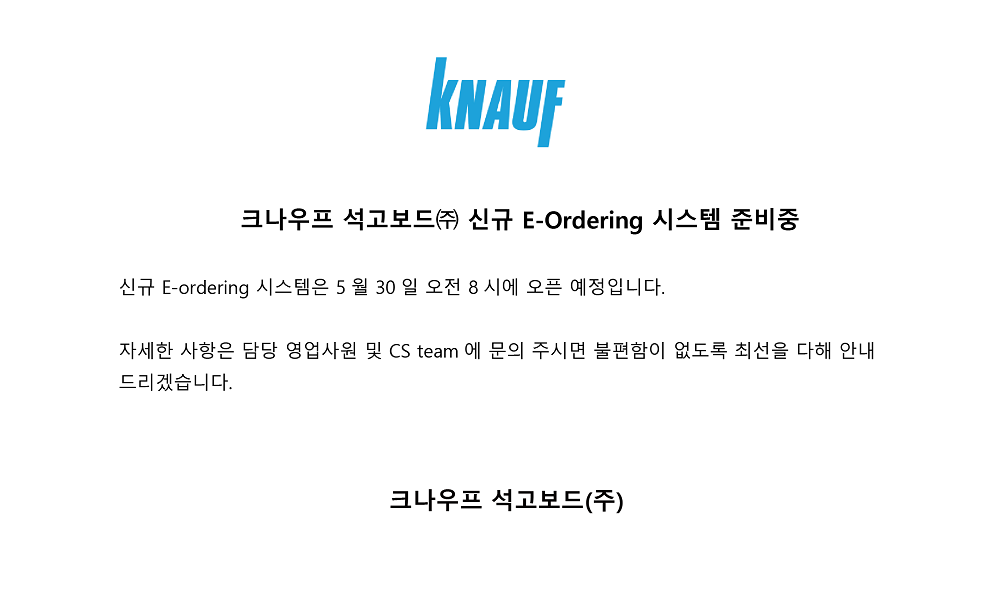 KNAUF
크나우프 석고보드㈜ 신규 E-Ordering 시스템 준비중
신규 E-ordering 시스템은 5 월 30 일 오전 8 시에 오픈 예정입니다.
자세한 사항은 담당 영업사원 및 CS team 에 문의 주시면 불편함이 없도록 최선을 다해 안내
드리겠습니다.
크나우프 석고보드(주)